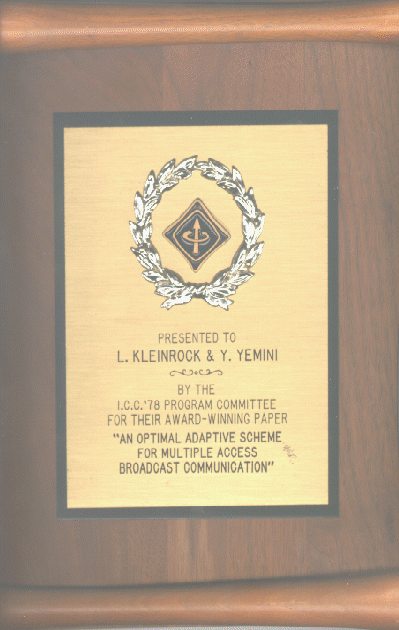 PRESENTED TO
L. KLEINROCK & Y. YEMINI
BY THE
I.C.C.'78 PROGRAM COMMITTEE
FOR THEIR AWARD-WINNING PAPER
"AN OPTIMAL ADAPTIVE SCHEME
FOR MULTIPLE ACCESS
BROADCAST COMMUNICATION"